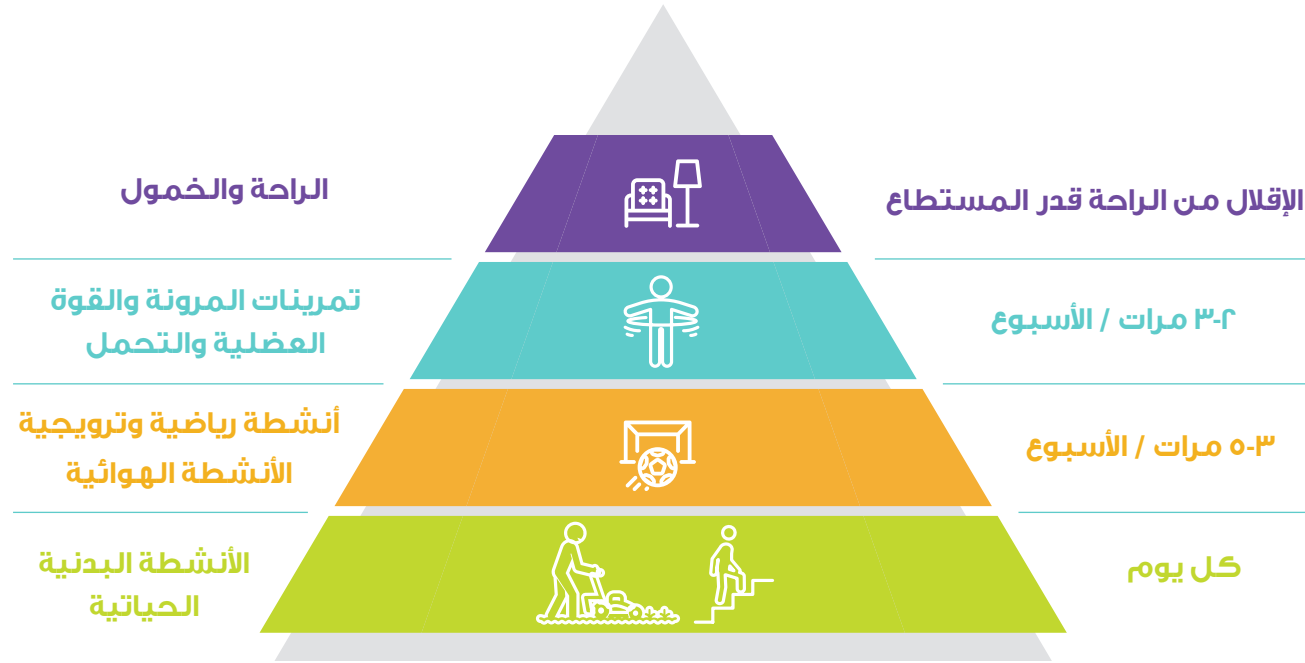 الإقلال من الراحة قدر المستطاع
الراحة والخمول
٢-٣ مرات / الأسبوع
تمرينات المرونة والقوة
العضلية والتحمل
٣-٥ مرات / الأسبوع
أنشطة رياضية وترويجية
الأنشطة الهوائية
كل يوم
الأنشطة البدنية
الحياتية